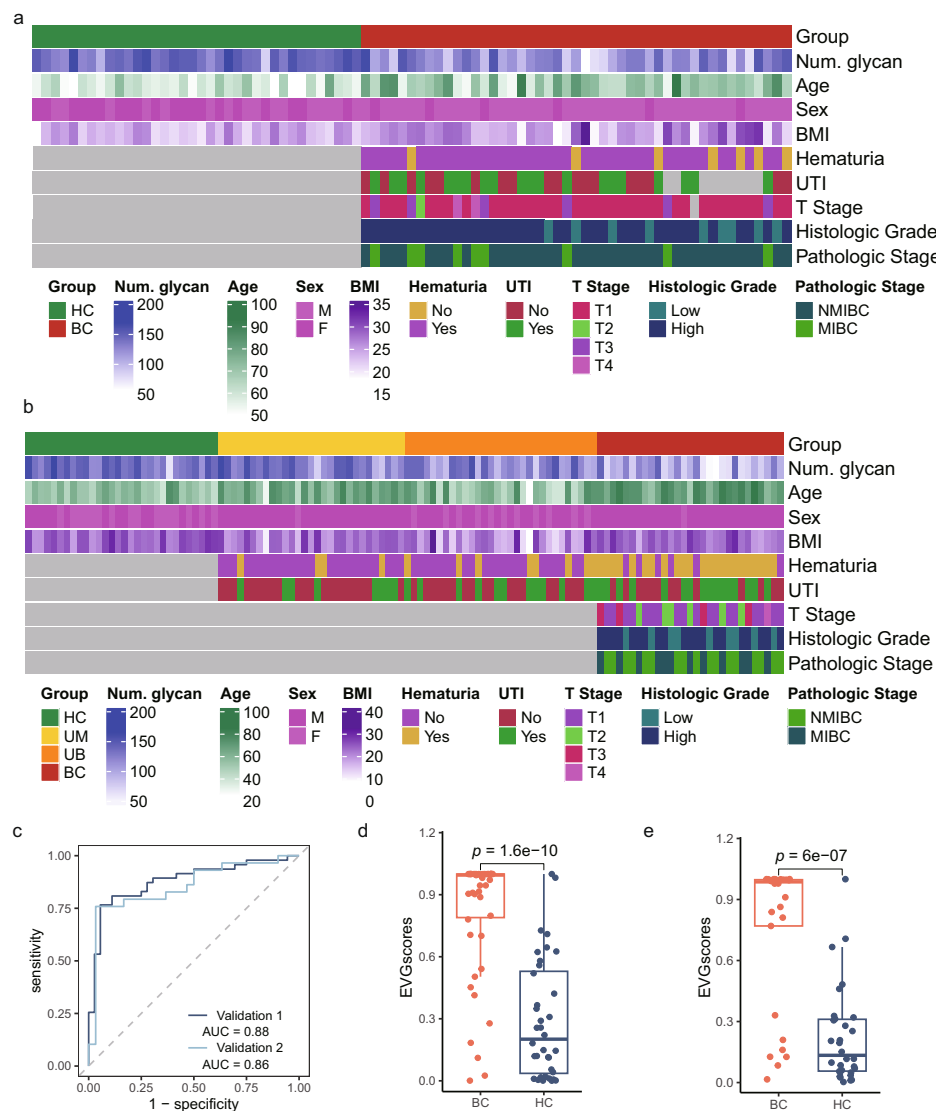 a
Group
Num. glycan
Age
Sex
BMI
Hematuria
UTI
T Stage
Histologic Grade
Pathologic Stage
Group Num. glycan Age Sex BMI Hematuria UTI T Stage Histologic Grade Pathologic Stage
HC 200 100 M 35 No No T1 Low NMIBC
BC 150 90 F 30 Yes Yes T2 High MIBC
100 80 25 T3
50 70 20 T4
60 15
50
b
Group
Num. glycan
Age
Sex
BMI
Hematuria
UTI
T Stage
Histologic Grade
Pathologic Stage
Group Num. glycan Age Sex BMI Hematuria UTI T Stage Histologic Grade Pathologic Stage
HC 200 100 M 40 No No T1 Low NMIBC
UM 150 80 F 30 Yes Yes T2 High MIBC
UB 100 60 20 T3
BC 50 40 10 T4
20 0
c
1.00
0.75
0.50
0.25
0.00
sensitivity
Validation 1
AUC = 0.88
Validation 2
AUC = 0.86
0.00 0.25 0.50 0.75 1.00
1 − specificity
d
1.2
0.9
0.6
0.3
0.0
EVGscores
p = 1.6e−10
BC HC
e
1.2
0.9
0.6
0.3
0.0
EVGscores
p = 6e−07
BC HC